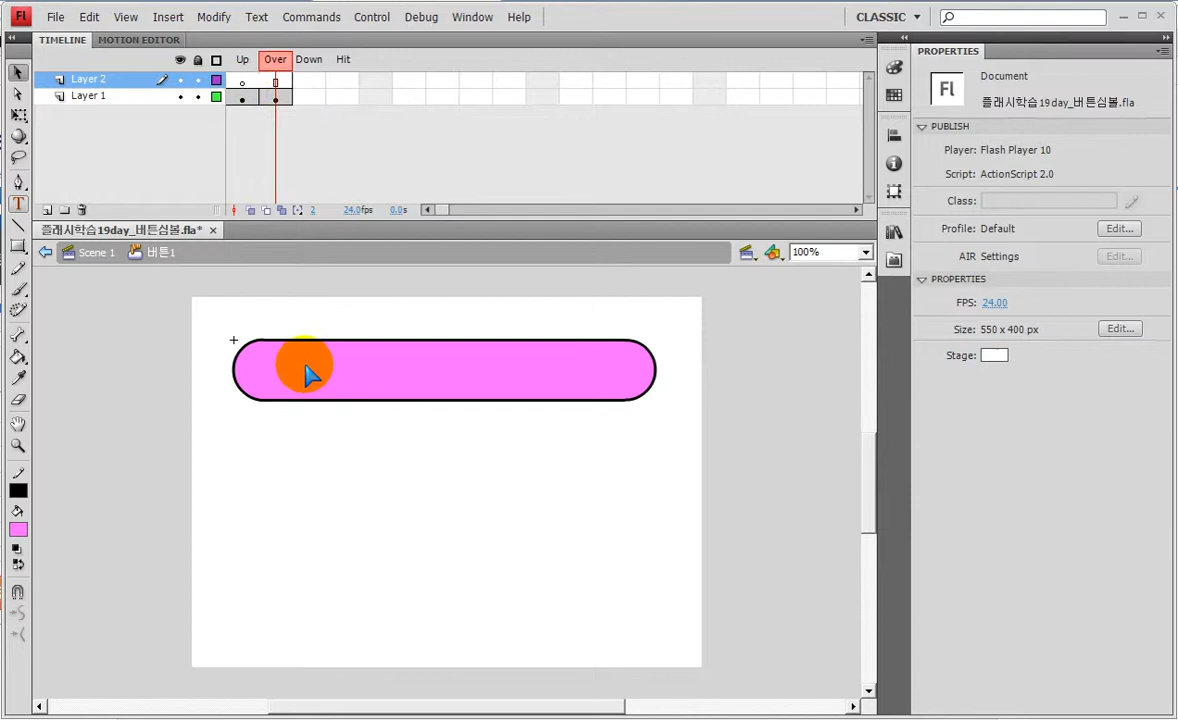 Fl File Edit View Insert Modify Text Commands Control Debug Window Help CLASSIC
TIMELINE MOTION EDITOR
Up Over Down Hit
Layer 2
Layer 1
2 24.0fps 0.0s
플래시학습19day_버튼심볼.fla*
Scene 1 버튼1 100%
T
PROPERTIES
Fl
Document
플래시학습19day_버튼심볼.fla
PUBLISH
Player: Flash Player 10
Script: ActionScript 2.0
Class:
Profile: Default Edit...
AIR Settings Edit...
PROPERTIES
FPS: 24.00
Size: 550 x 400 px Edit...
Stage: